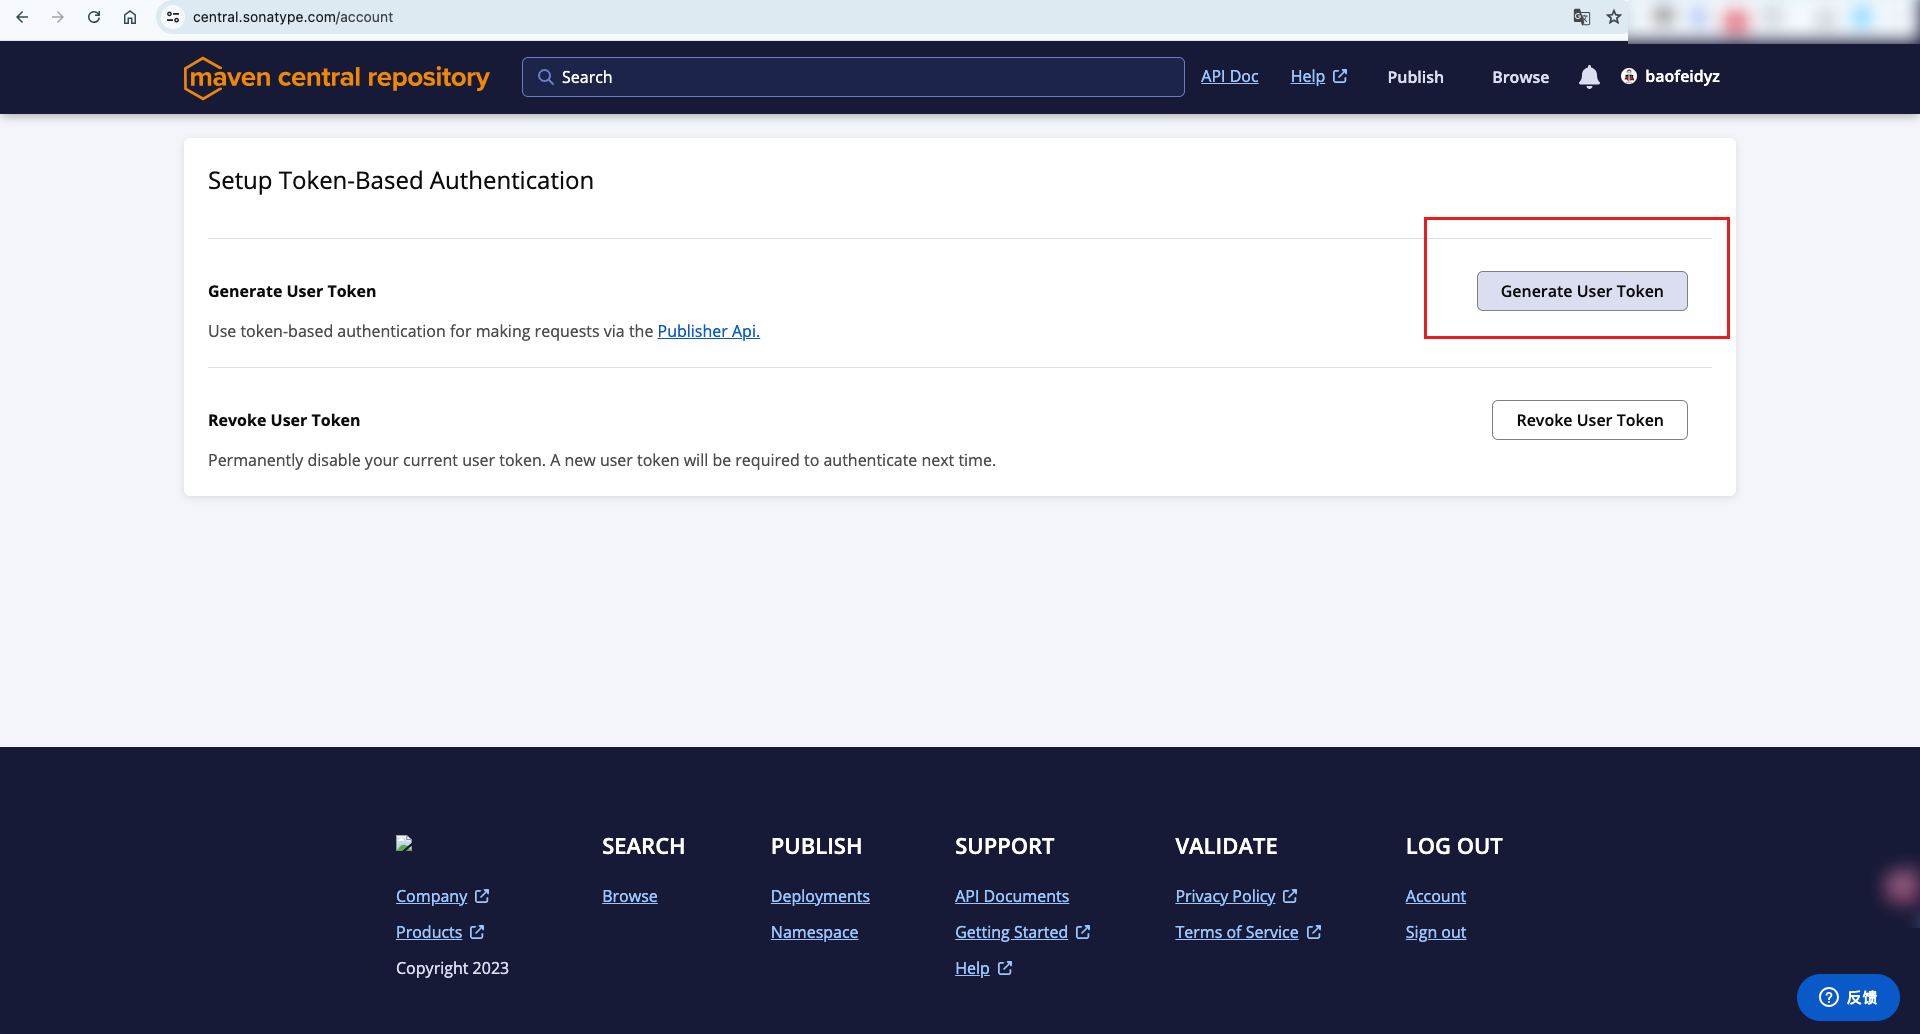 central.sonatype.com/account
maven central repository
Search
API Doc
Help
Publish
Browse
baofeidyz
Setup Token-Based Authentication
Generate User Token
Generate User Token
Use token-based authentication for making requests via the Publisher Api.
Revoke User Token
Revoke User Token
Permanently disable your current user token. A new user token will be required to authenticate next time.
SEARCH
PUBLISH
SUPPORT
VALIDATE
LOG OUT
Company
Browse
Deployments
API Documents
Privacy Policy
Account
Products
Namespace
Getting Started
Terms of Service
Sign out
Copyright 2023
Help
反馈